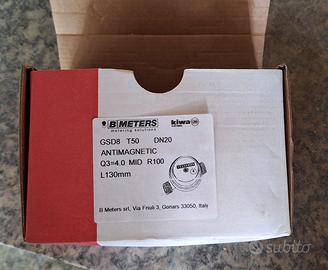 B METERS
metering solutions
kiwa
GSD8 T50 DN20
ANTIMAGNETIC
Q3=4.0 MID R100
L130mm
B Meters srl, Via Friuli 3, Gonars 33050, Italy
subito